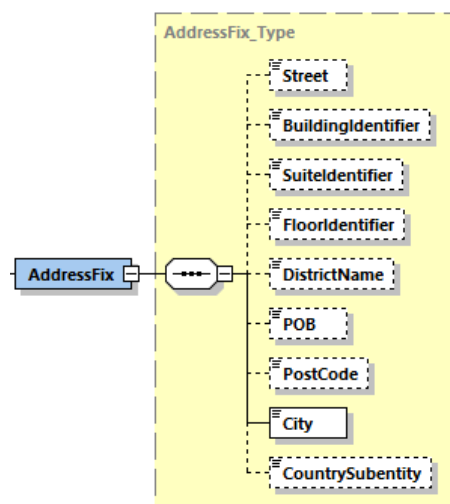 AddressFix_Type
Street
BuildingIdentifier
SuiteIdentifier
FloorIdentifier
AddressFix
DistrictName
POB
PostCode
City
CountrySubentity